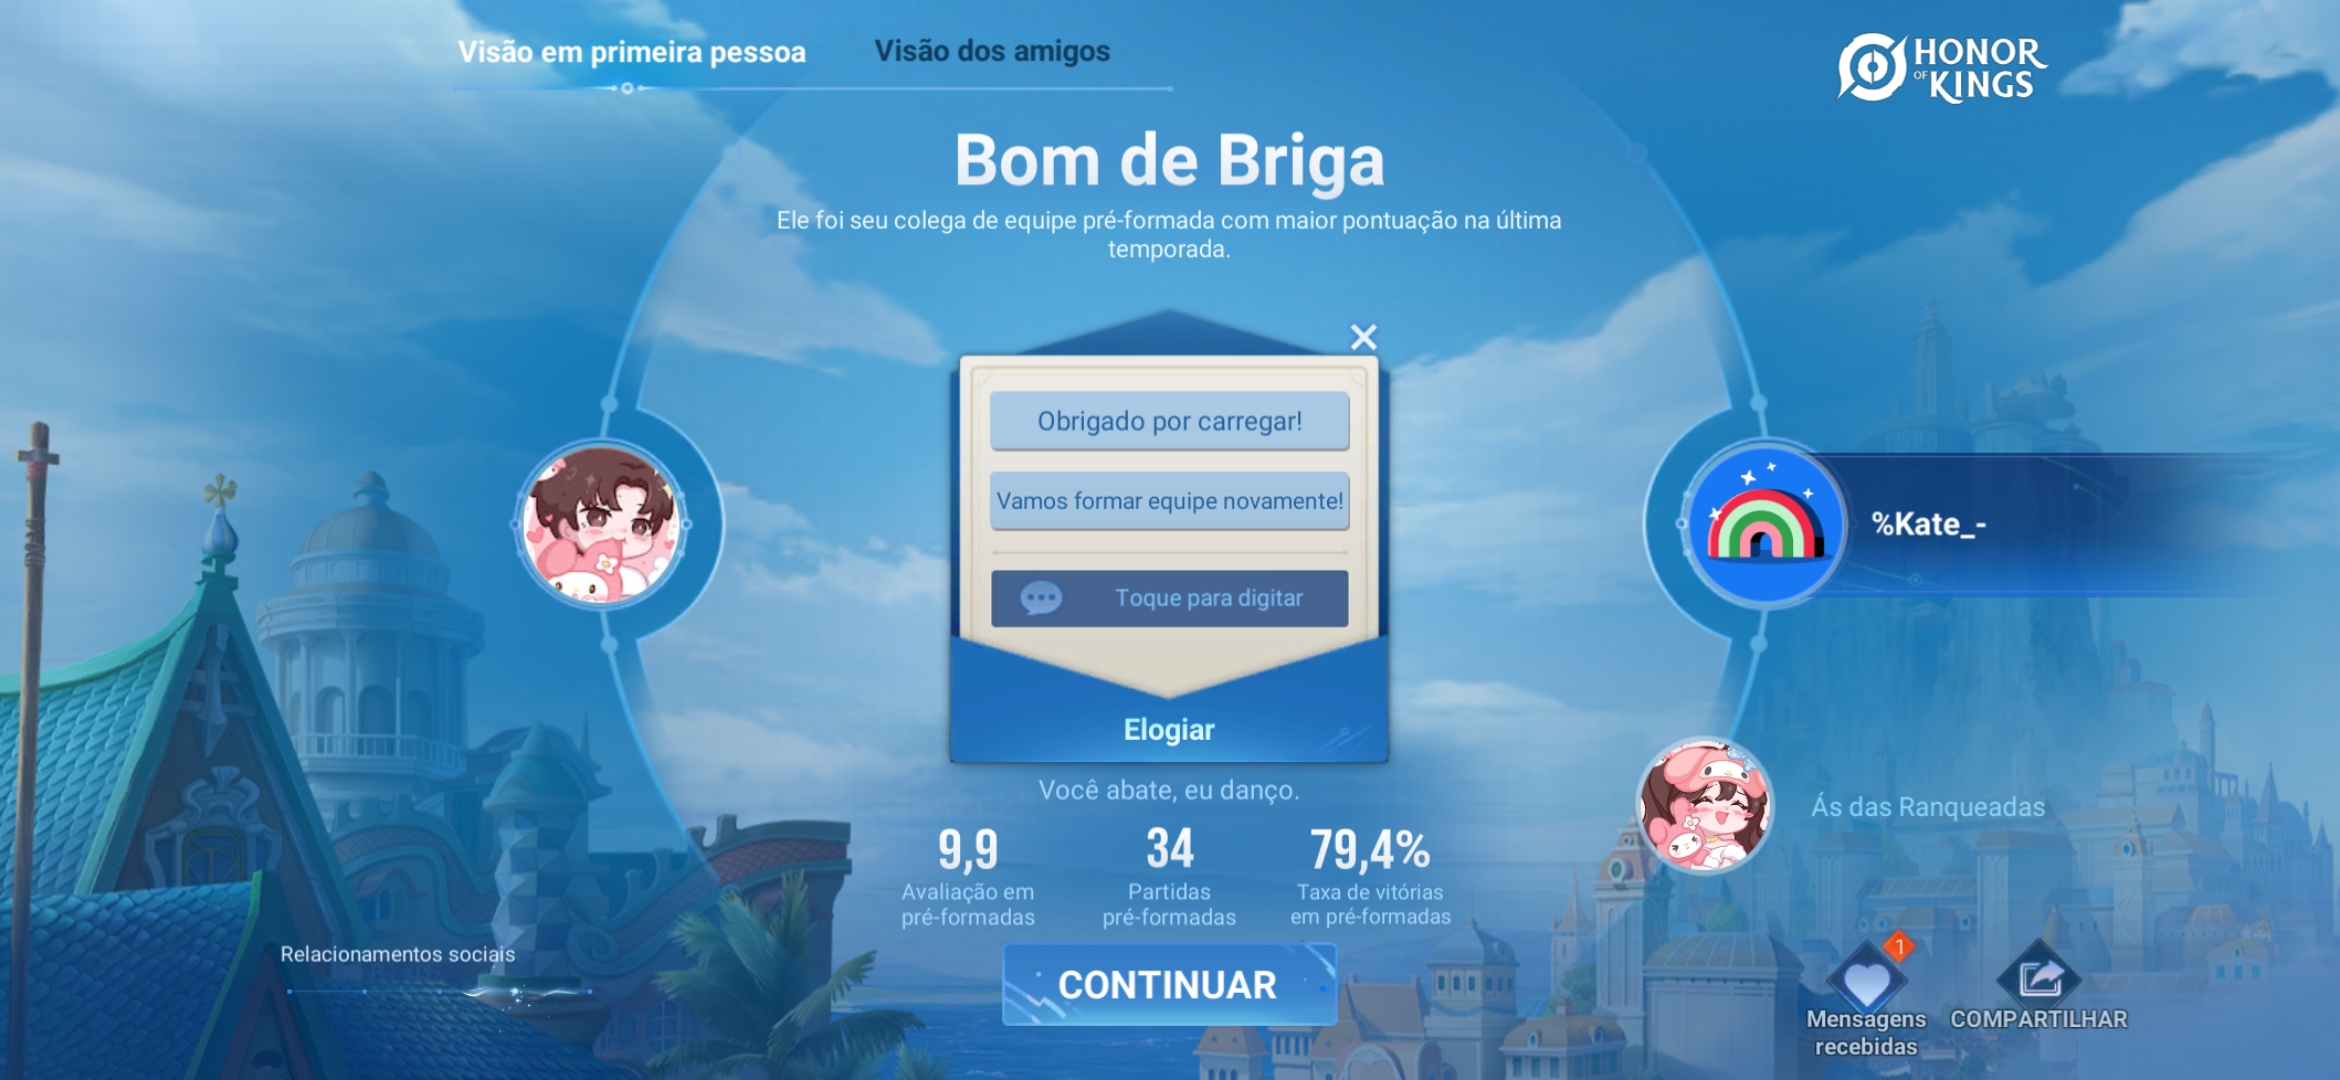 Visão em primeira pessoa
Visão dos amigos
HONOR
OF KINGS
Bom de Briga
Ele foi seu colega de equipe pré-formada com maior pontuação na última
temporada.
Obrigado por carregar!
Vamos formar equipe novamente!
Toque para digitar
Elogiar
%Kate_-
Você abate, eu danço.
Ás das Ranqueadas
9,9
Avaliação em
pré-formadas
34
Partidas
pré-formadas
79,4%
Taxa de vitórias
em pré-formadas
Relacionamentos sociais
CONTINUAR
1
Mensagens
recebidas
COMPARTILHAR